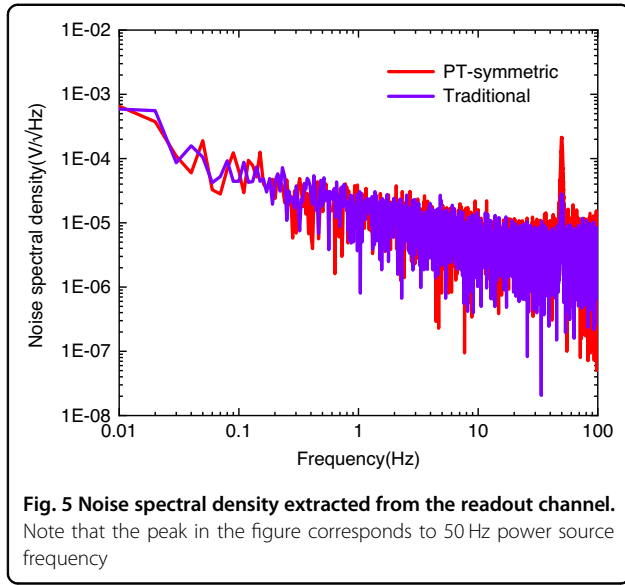 1E-02
1E-03
1E-04
1E-05
1E-06
1E-07
1E-08
Noise spectral density(V/√Hz)
PT-symmetric
Traditional
0.01
0.1
1
10
100
Frequency(Hz)
Fig. 5 Noise spectral density extracted from the readout channel.
Note that the peak in the figure corresponds to 50 Hz power source
frequency